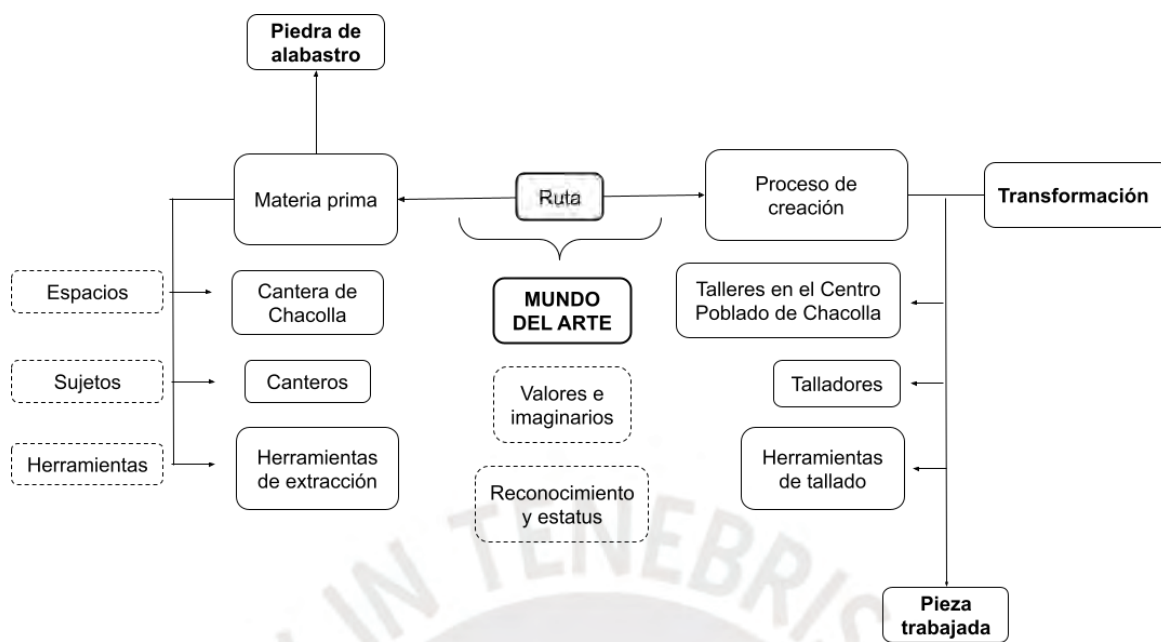 Piedra de
alabastro
Materia prima
Ruta
Proceso de
creación
Transformación
Espacios
Cantera de
Chacolla
MUNDO
DEL ARTE
Talleres en el Centro
Poblado de Chacolla
Sujetos
Canteros
Valores e
imaginarios
Talladores
Herramientas
Herramientas
de extracción
Reconocimiento
y estatus
Herramientas
de tallado
Pieza
trabajada
IN TENEBRIS